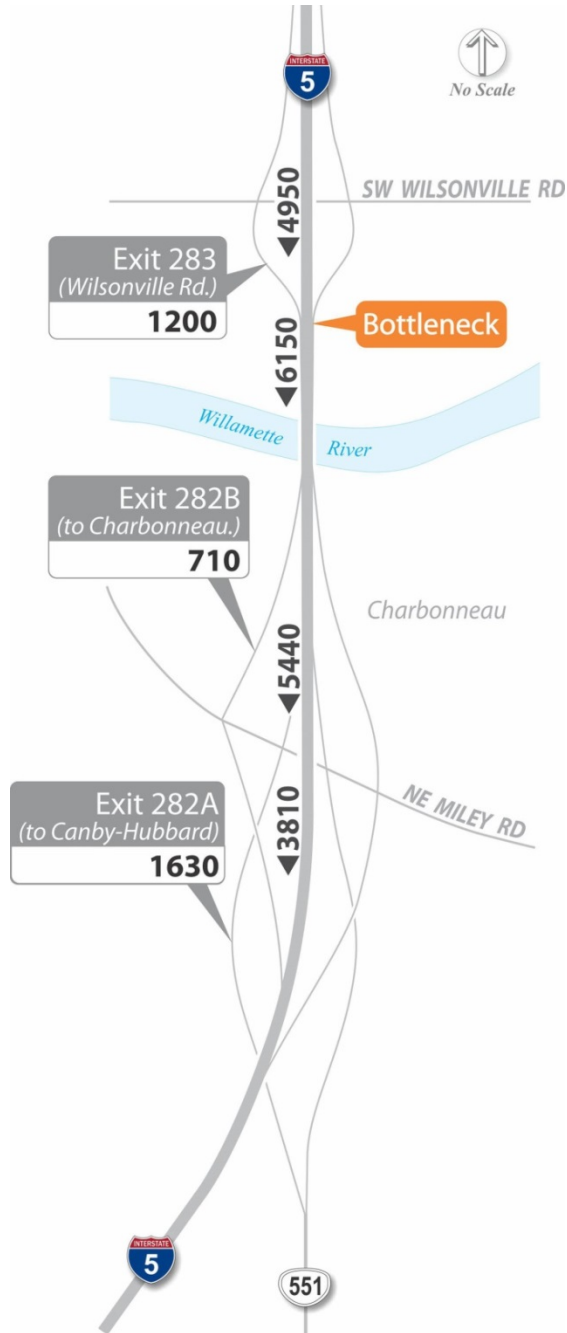 INTERSTATE
5
No Scale
4950
SW WILSONVILLE RD
Exit 283
(Wilsonville Rd.)
1200
Bottleneck
6150
Willamette
River
Exit 282B
(to Charbonneau.)
710
Charbonneau
5440
NE MILEY RD
Exit 282A
(to Canby-Hubbard)
1630
3810
INTERSTATE
5
551